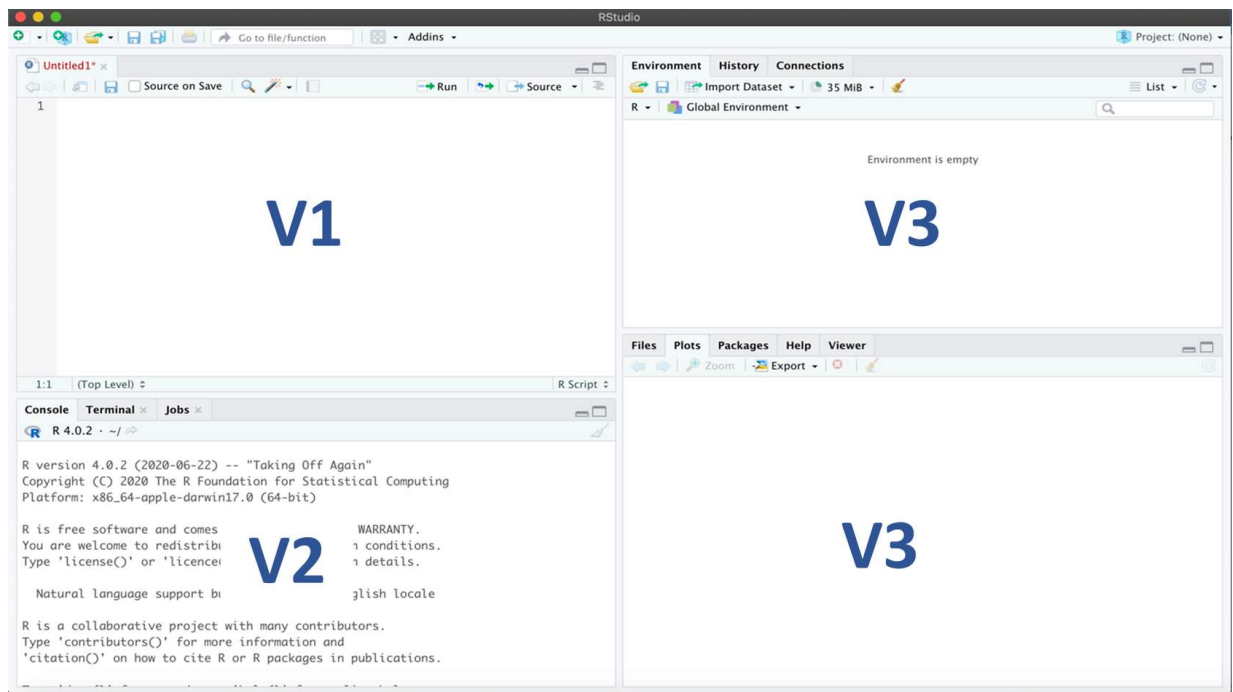 RStudio
Go to file/function
Addins
Project: (None)
Untitled1*
Source on Save
Run
Source
1
V1
1:1 (Top Level)
R Script
Console Terminal Jobs
R 4.0.2 · ~/
R version 4.0.2 (2020-06-22) -- "Taking Off Again"
Copyright (C) 2020 The R Foundation for Statistical Computing
Platform: x86_64-apple-darwin17.0 (64-bit)
R is free software and comes WARRANTY.
You are welcome to conditions.
Type 'license()' or details.
V2
Natural language support locale
R is a collaborative project with many contributors.
Type 'contributors()' for more information and
'citation()' on how to cite R or R packages in publications.
Environment History Connections
Import Dataset 35 MiB List
R Global Environment
Environment is empty
V3
Files Plots Packages Help Viewer
Zoom Export
V3